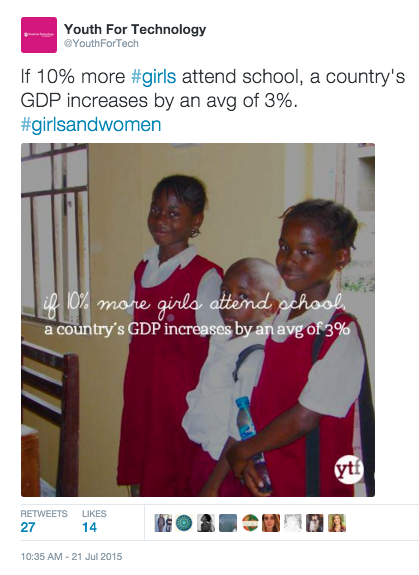 Youth For Technology
@YouthForTech
If 10% more #girls attend school, a country's
GDP increases by an avg of 3%.
#girlsandwomen
if 10% more girls attend school,
a country's GDP increases by an avg of 3%
ytf
RETWEETS LIKES
27 14
10:35 AM - 21 Jul 2015